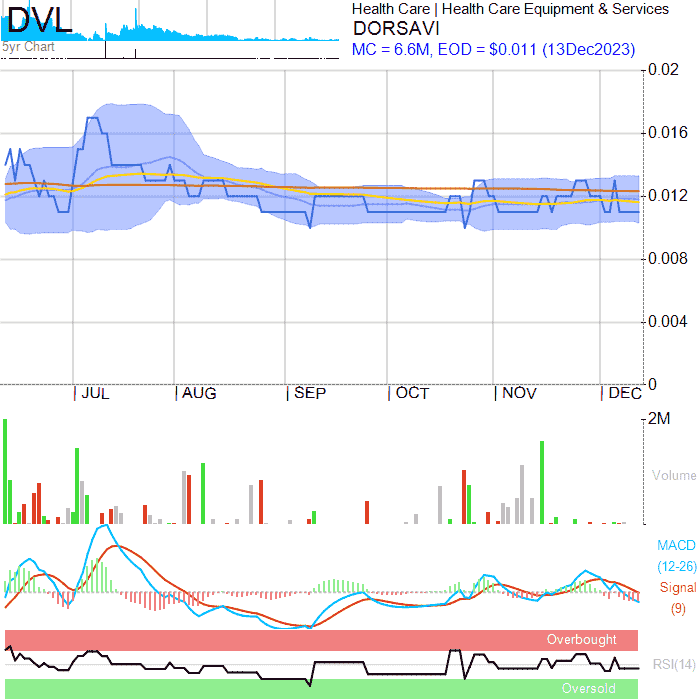 DVL
5yr Chart
Health Care | Health Care Equipment & Services
DORSAVI
MC = 6.6M, EOD = $0.011 (13Dec2023)
0.02
0.016
0.012
0.008
0.004
0
JUL AUG SEP OCT NOV DEC
2M
Volume
MACD
(12-26)
Signal
(9)
Overbought
RSI(14)
Oversold